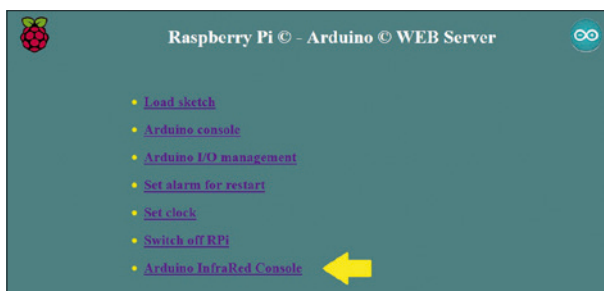 Raspberry Pi © - Arduino © WEB Server
Load sketch
Arduino console
Arduino I/O management
Set alarm for restart
Set clock
Switch off RPi
Arduino InfraRed Console